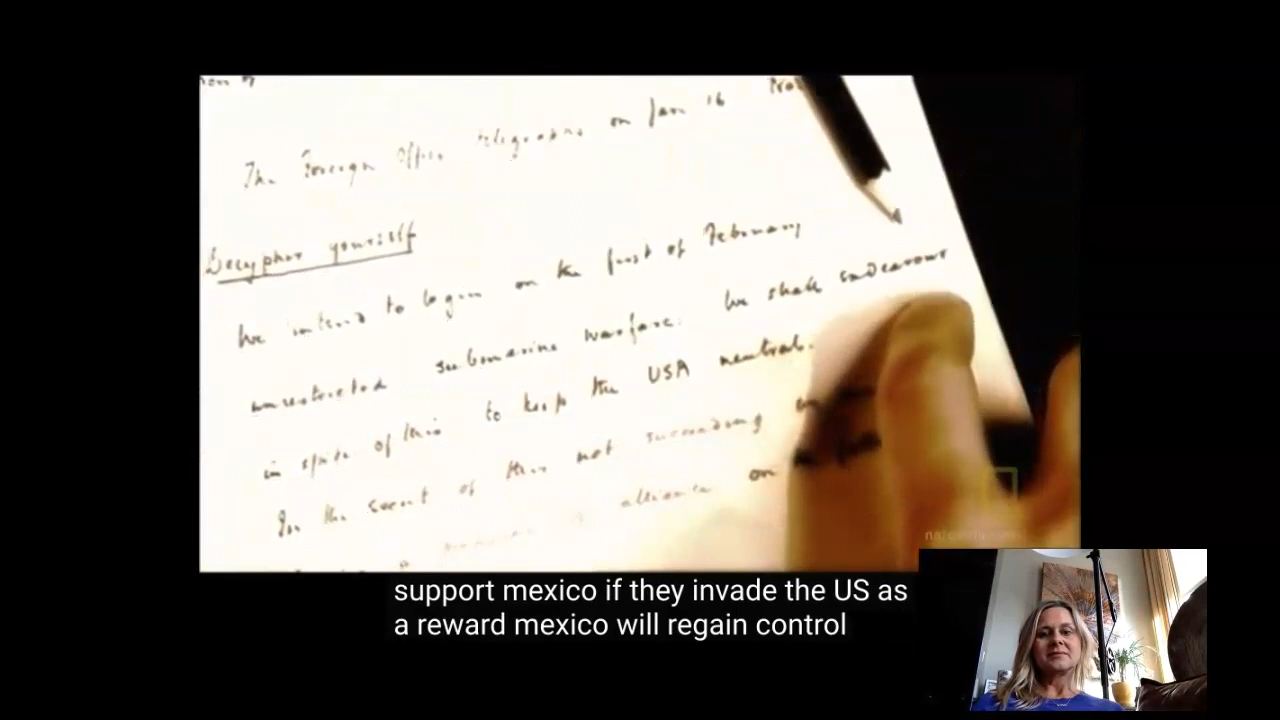 The Foreign Office telegraphs on Jan 16
Decypher yourself
We intend to begin on the first of February
unrestricted submarine warfare. We shall endeavour
in spite of this to keep the USA neutral.
In the event of this not succeeding
alliance on
support mexico if they invade the US as
a reward mexico will regain control